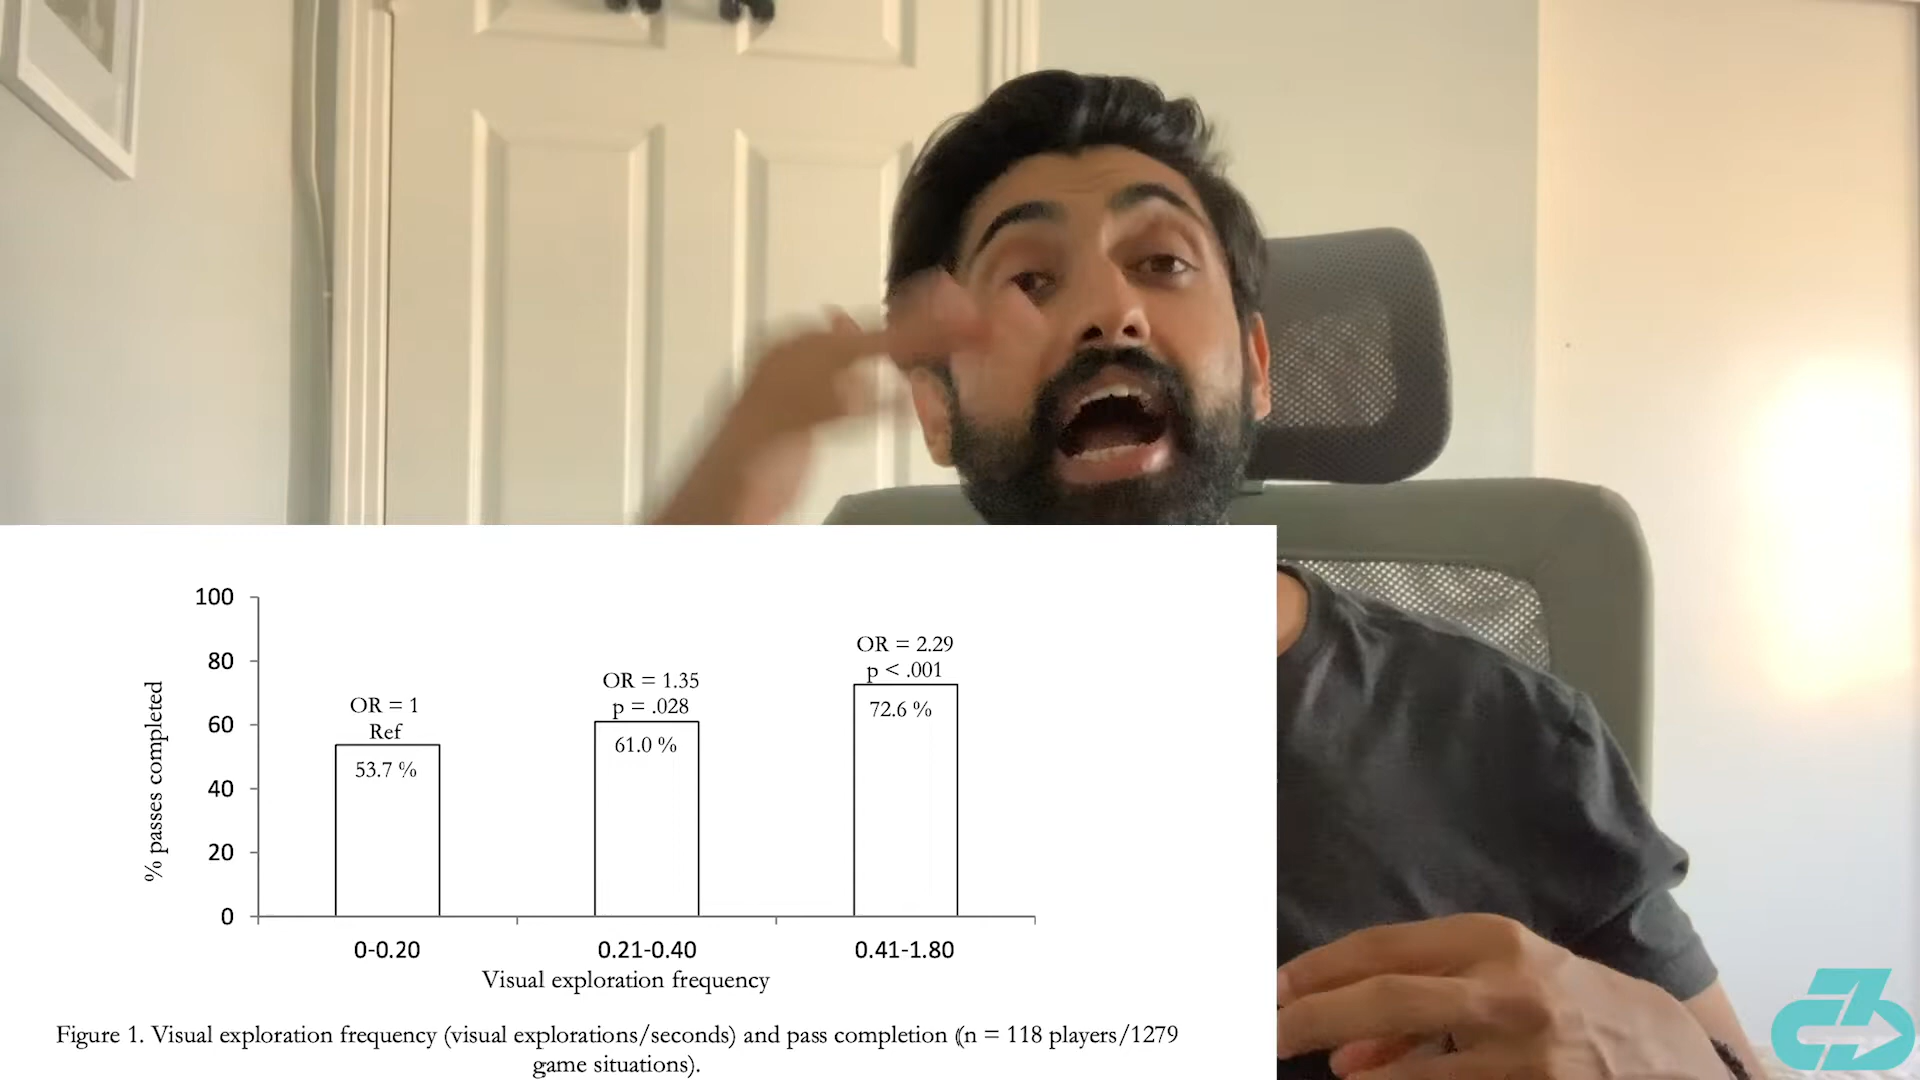 100
80
60
40
20
0
% passes completed
OR = 1
Ref
53.7 %
OR = 1.35
p = .028
61.0 %
OR = 2.29
p < .001
72.6 %
0-0.20
0.21-0.40
0.41-1.80
Visual exploration frequency
Figure 1. Visual exploration frequency (visual explorations/seconds) and pass completion (n = 118 players/1279
game situations).